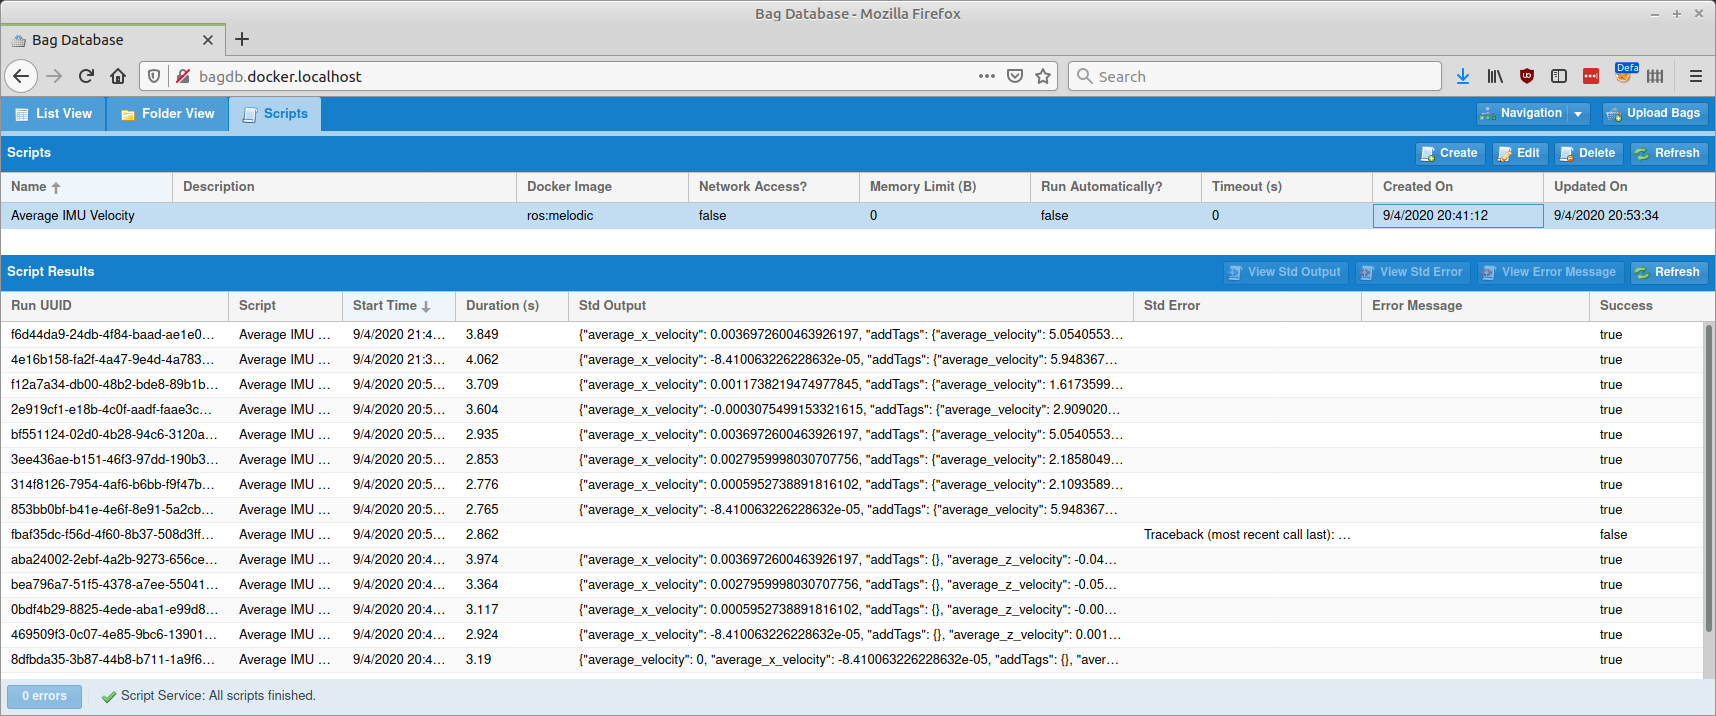 Bag Database - Mozilla Firefox
Bag Database
bagdb.docker.localhost Search Defa
List View Folder View Scripts Navigation Upload Bags
Scripts Create Edit Delete Refresh
Name Description Docker Image Network Access? Memory Limit (B) Run Automatically? Timeout (s) Created On Updated On
Average IMU Velocity ros:melodic false 0 false 0 9/4/2020 20:41:12 9/4/2020 20:53:34
Script Results View Std Output View Std Error View Error Message Refresh
Run UUID Script Start Time Duration (s) Std Output Std Error Error Message Success
f6d44da9-24db-4f84-baad-ae1e0... Average IMU ... 9/4/2020 21:4... 3.849 {"average_x_velocity": 0.0036972600463926197, "addTags": {"average_velocity": 5.0540553... true
4e16b158-fa2f-4a47-9e4d-4a783... Average IMU ... 9/4/2020 21:3... 4.062 {"average_x_velocity": -8.410063226228632e-05, "addTags": {"average_velocity": 5.948367... true
f12a7a34-db00-48b2-bde8-89b1b... Average IMU ... 9/4/2020 20:5... 3.709 {"average_x_velocity": 0.0011738219474977845, "addTags": {"average_velocity": 1.6173599... true
2e919cf1-e18b-4c0f-aadf-faae3c... Average IMU ... 9/4/2020 20:5... 3.604 {"average_x_velocity": -0.0003075499153321615, "addTags": {"average_velocity": 2.909020... true
bf551124-02d0-4b28-94c6-3120a... Average IMU ... 9/4/2020 20:5... 2.935 {"average_x_velocity": 0.0036972600463926197, "addTags": {"average_velocity": 5.0540553... true
3ee436ae-b151-46f3-97dd-190b3... Average IMU ... 9/4/2020 20:5... 2.853 {"average_x_velocity": 0.0027959998030707756, "addTags": {"average_velocity": 2.1858049... true
314f8126-7954-4af6-b6bb-f9f47b... Average IMU ... 9/4/2020 20:5... 2.776 {"average_x_velocity": 0.0005952738891816102, "addTags": {"average_velocity": 2.1093589... true
853bb0bf-b41e-4e6f-8e91-5a2cb... Average IMU ... 9/4/2020 20:5... 2.765 {"average_x_velocity": -8.410063226228632e-05, "addTags": {"average_velocity": 5.948367... true
fbaf35dc-f56d-4f60-8b37-508d3ff... Average IMU ... 9/4/2020 20:5... 2.862 Traceback (most recent call last): ... false
aba24002-2ebf-4a2b-9273-656ce... Average IMU ... 9/4/2020 20:4... 3.974 {"average_x_velocity": 0.0036972600463926197, "addTags": {}, "average_z_velocity": -0.04... true
bea796a7-51f5-4378-a7ee-55041... Average IMU ... 9/4/2020 20:4... 3.364 {"average_x_velocity": 0.0027959998030707756, "addTags": {}, "average_z_velocity": -0.05... true
0bdf4b29-8825-4ede-aba1-e99d8... Average IMU ... 9/4/2020 20:4... 3.117 {"average_x_velocity": 0.0005952738891816102, "addTags": {}, "average_z_velocity": -0.00... true
469509f3-0c07-4e85-9bc6-13901... Average IMU ... 9/4/2020 20:4... 2.924 {"average_x_velocity": -8.410063226228632e-05, "addTags": {}, "average_z_velocity": 0.001... true
8dfbda35-3b87-44b8-b711-1a9f6... Average IMU ... 9/4/2020 20:4... 3.19 {"average_velocity": 0, "average_x_velocity": -8.410063226228632e-05, "addTags": {}, "aver... true
0 errors Script Service: All scripts finished.